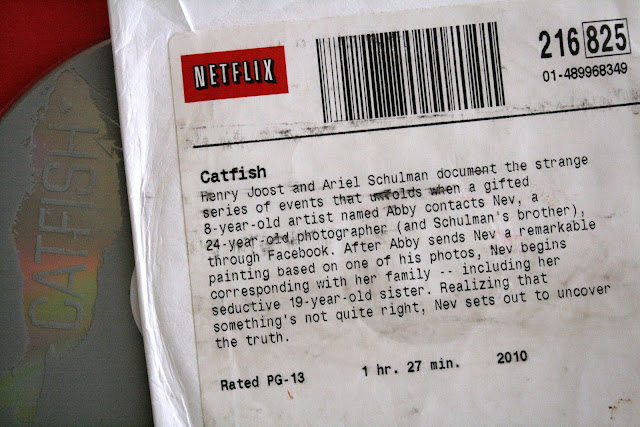 NETFLIX
216 825
01-489968349
Catfish
Henry Joost and Ariel Schulman document the strange
series of events that unfolds when a gifted
8-year-old artist named Abby contacts Nev, a
24-year-old photographer (and Schulman's brother),
through Facebook. After Abby sends Nev a remarkable
painting based on one of his photos, Nev begins
corresponding with her family -- including her
seductive 19-year-old sister. Realizing that
something's not quite right, Nev sets out to uncover
the truth.
Rated PG-13 1 hr. 27 min. 2010
CATFISH